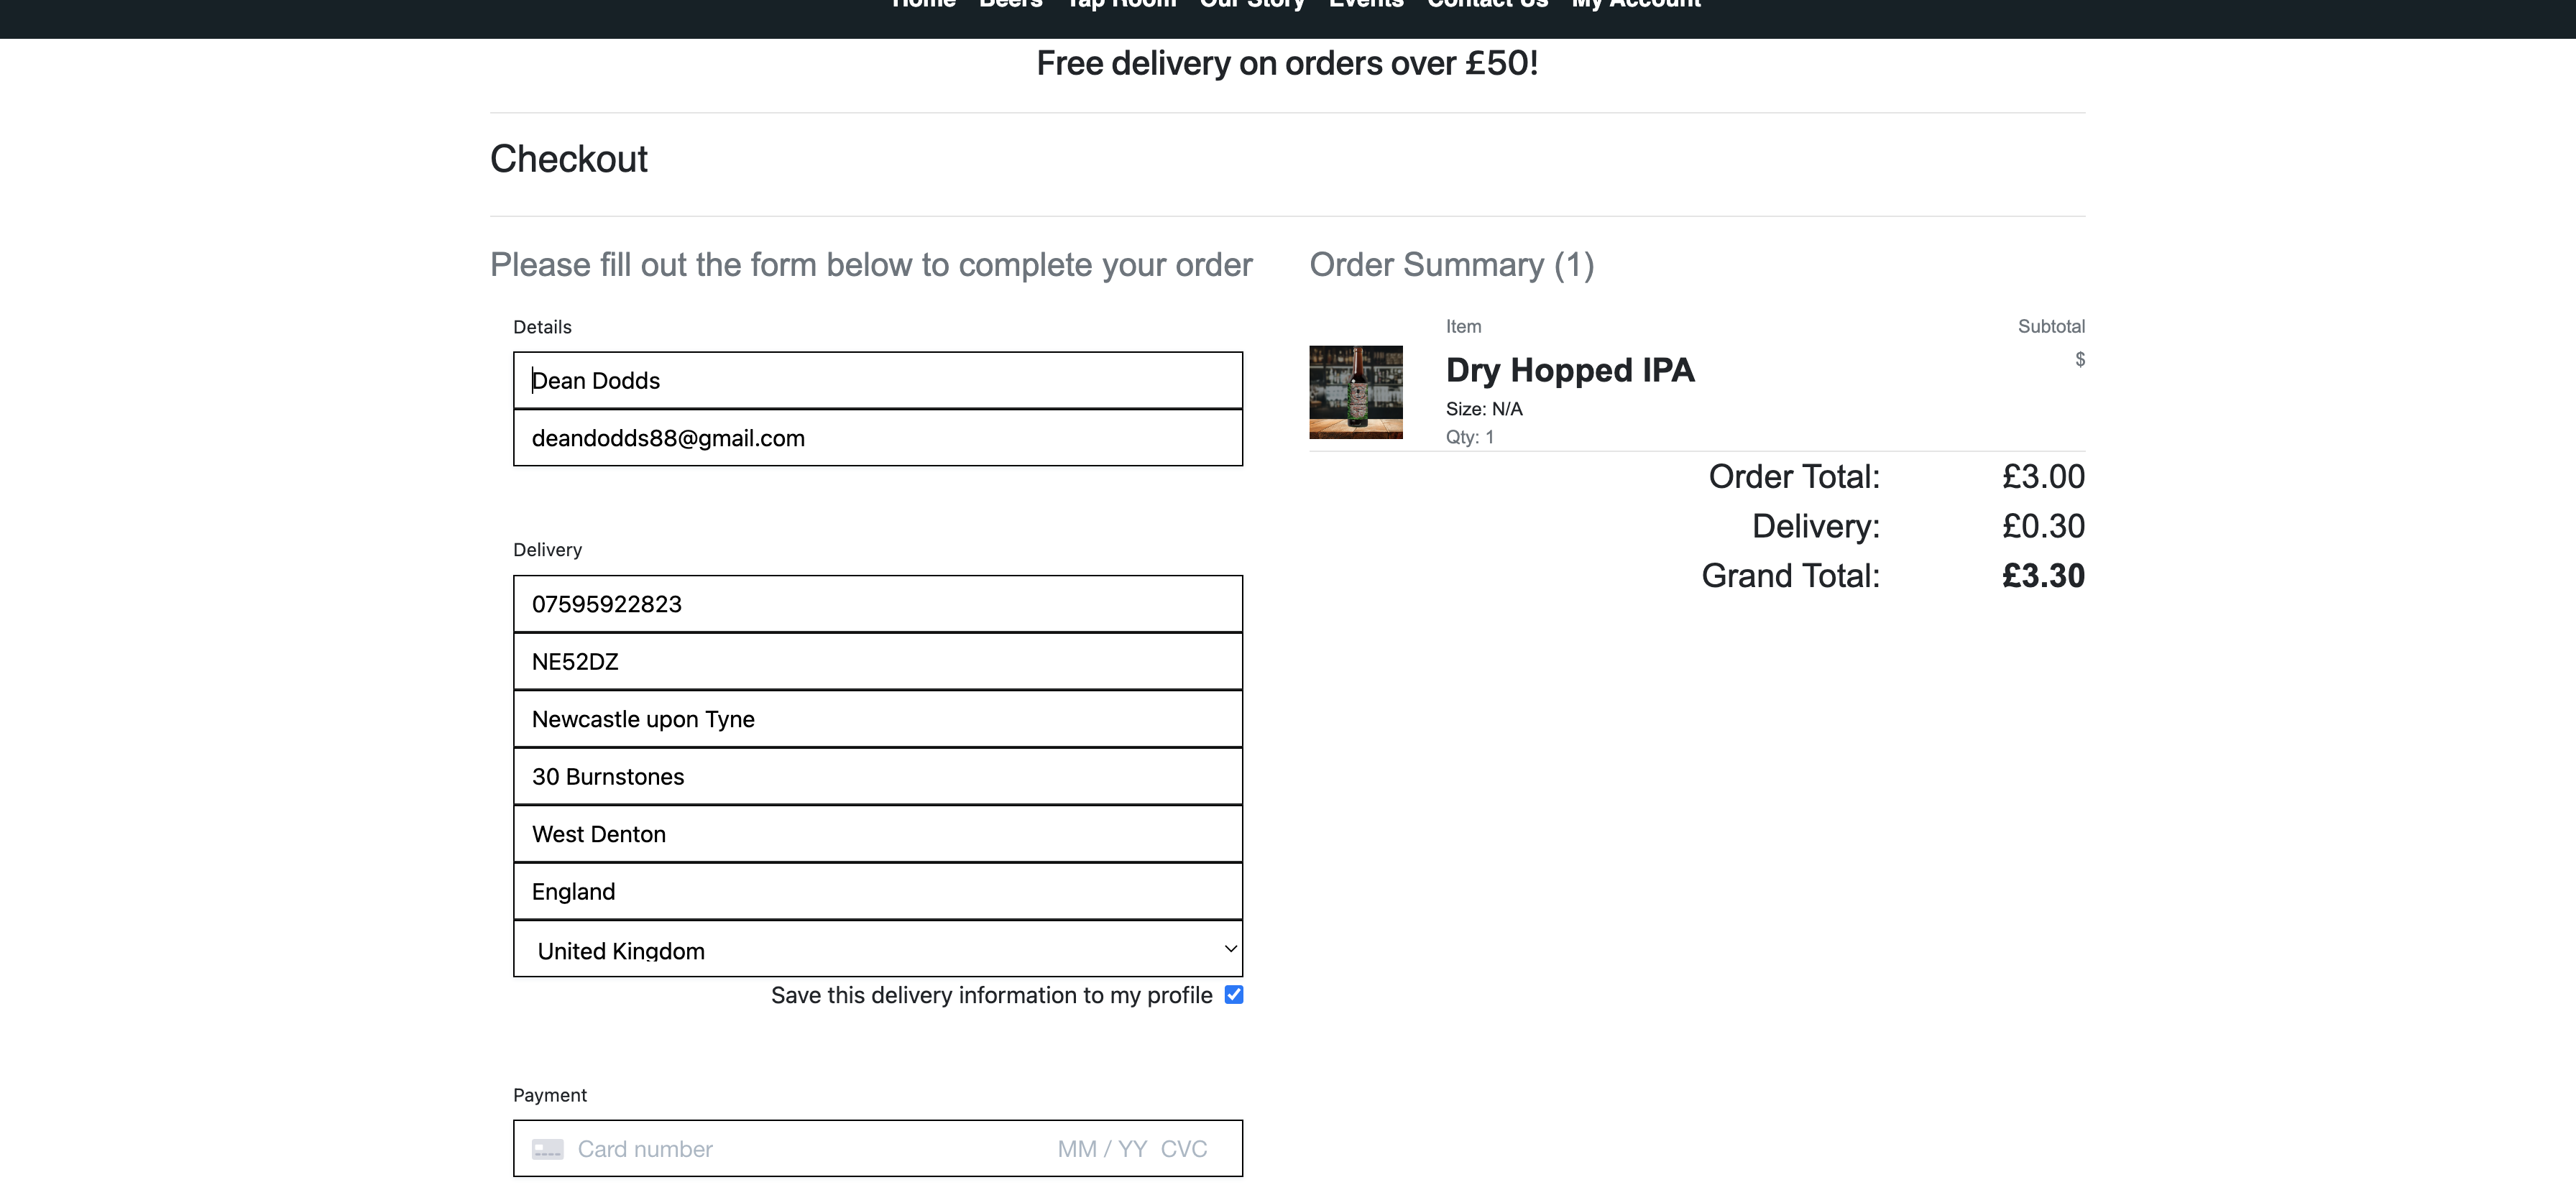 Home Beers Tap Room Our Story Events Contact Us My Account
Free delivery on orders over £50!
Checkout
Please fill out the form below to complete your order
Details
Dean Dodds
deandodds88@gmail.com
Delivery
07595922823
NE52DZ
Newcastle upon Tyne
30 Burnstones
West Denton
England
United Kingdom
Save this delivery information to my profile
Payment
Card number MM / YY CVC
Order Summary (1)
Item Subtotal
Dry Hopped IPA $
Size: N/A
Qty: 1
Order Total: £3.00
Delivery: £0.30
Grand Total: £3.30